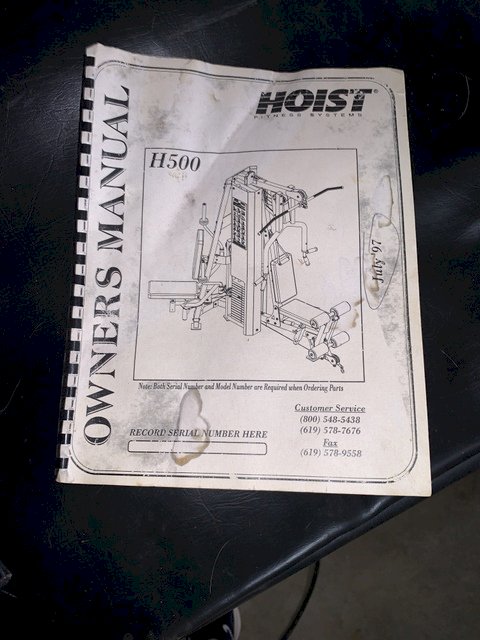 HOIST®
FITNESS SYSTEMS
OWNERS MANUAL
H500
HOIST
July '97
Note: Both Serial Number and Model Number are Required when Ordering Parts
Customer Service
(800) 548-5438
(619) 578-7676
Fax
(619) 578-9558
RECORD SERIAL NUMBER HERE